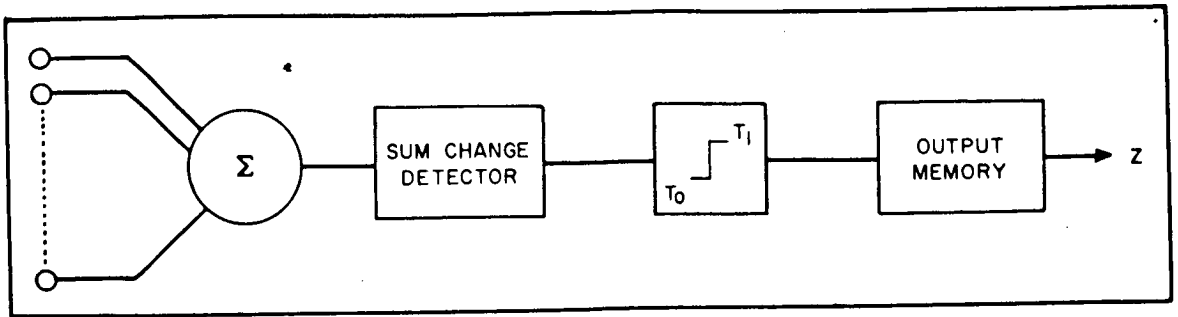 Σ
SUM CHANGE
DETECTOR
T₁
T₀
OUTPUT
MEMORY
Z